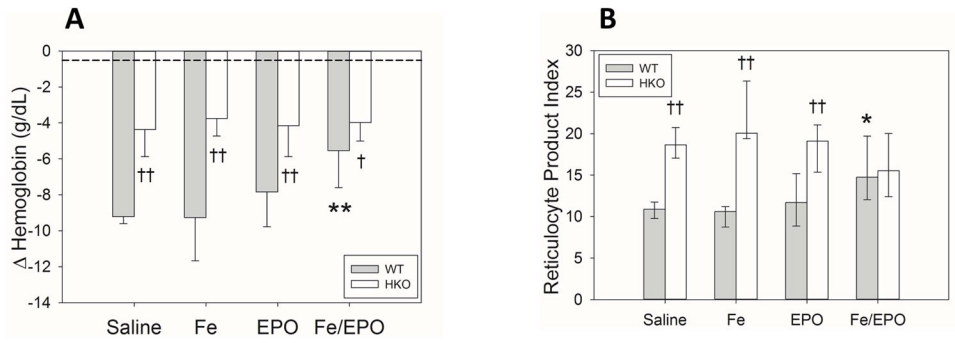 A
Δ Hemoglobin (g/dL)
0
-2
-4
-6
-8
-10
-12
-14
††
††
††
†
**
WT
HKO
Saline Fe EPO Fe/EPO
B
Reticulocyte Product Index
30
25
20
15
10
5
0
WT
HKO
††
††
††
*
Saline Fe EPO Fe/EPO